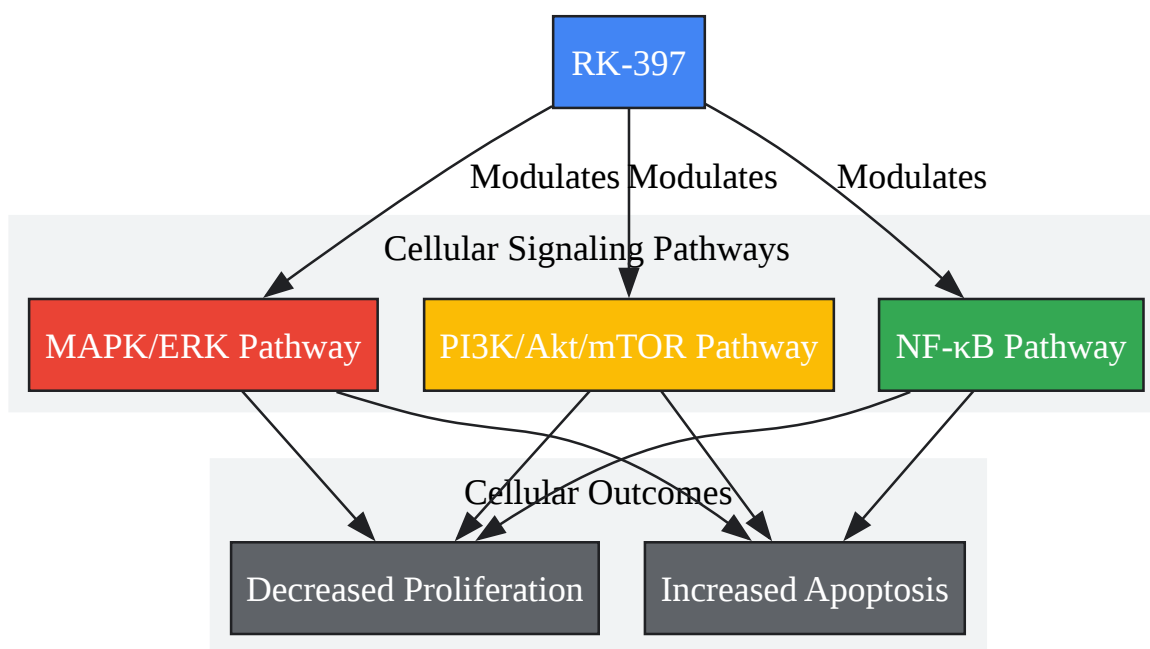 RK-397
Modulates Modulates Modulates
Cellular Signaling Pathways
MAPK/ERK Pathway PI3K/Akt/mTOR Pathway NF-κB Pathway
Cellular Outcomes
Decreased Proliferation Increased Apoptosis